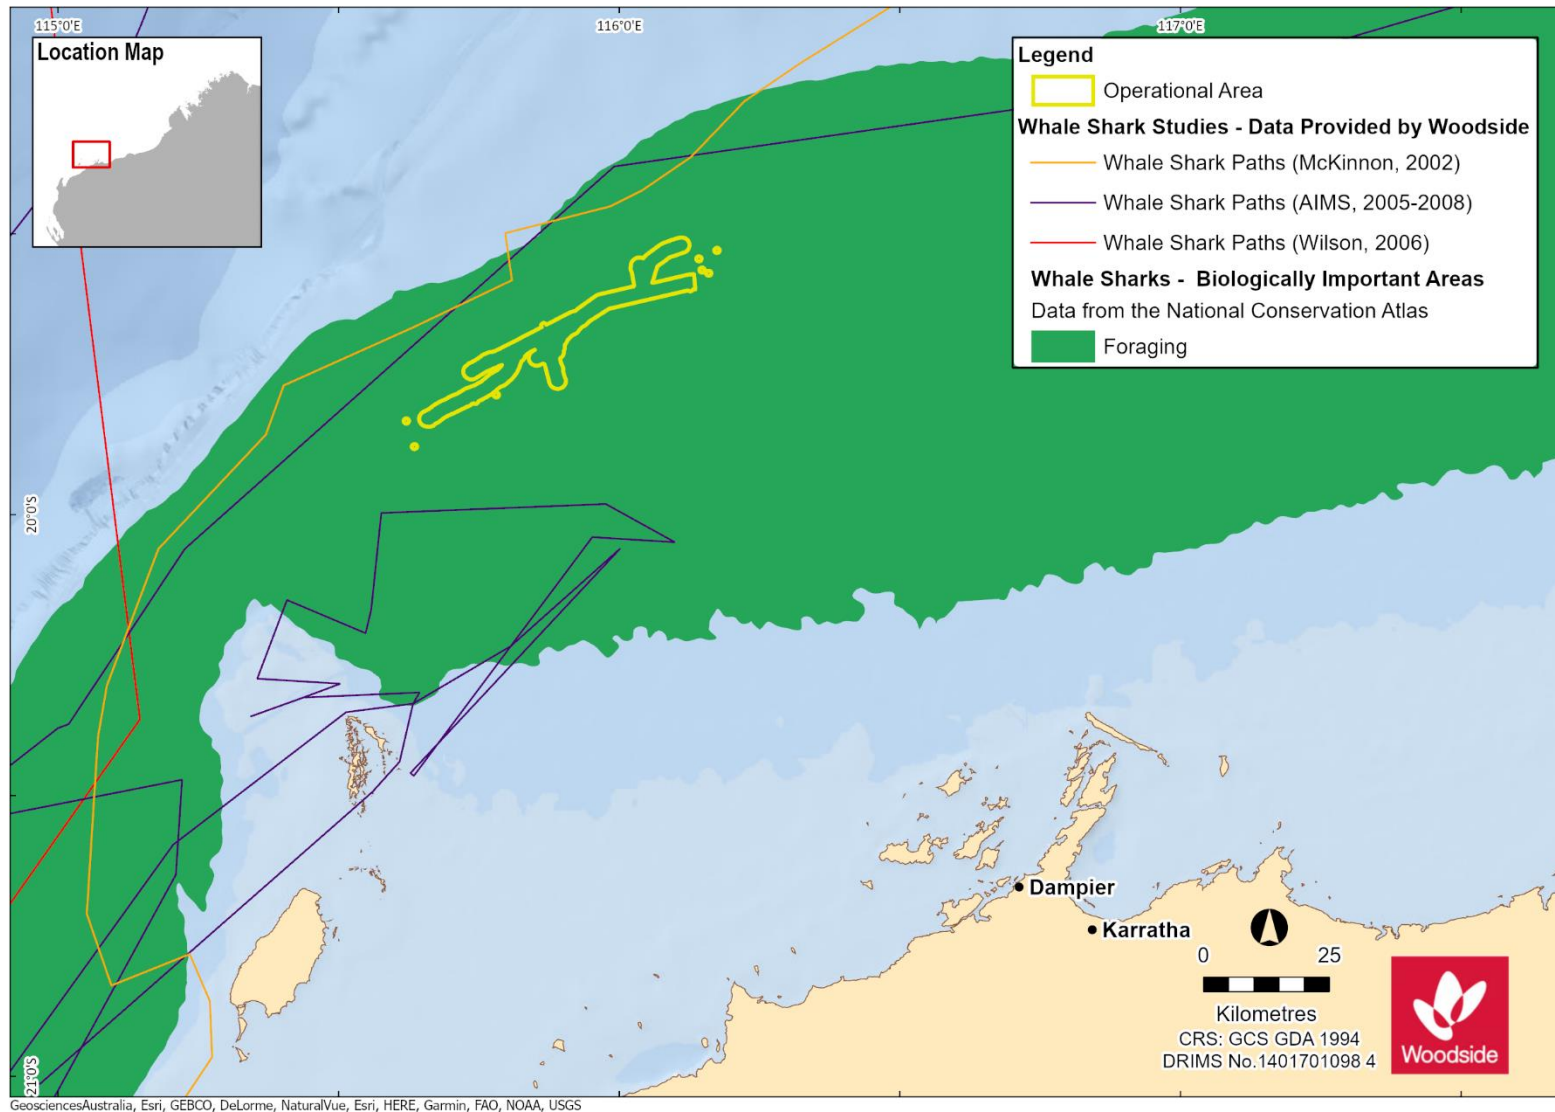 115°0'E
116°0'E
117°0'E
Location Map
Legend
Operational Area
Whale Shark Studies - Data Provided by Woodside
Whale Shark Paths (McKinnon, 2002)
Whale Shark Paths (AIMS, 2005-2008)
Whale Shark Paths (Wilson, 2006)
Whale Sharks - Biologically Important Areas
Data from the National Conservation Atlas
Foraging
20°0'S
Dampier
Karratha
0 25
Kilometres
CRS: GCS GDA 1994
DRIMS No.1401701098 4
Woodside
21°0'S
GeosciencesAustralia, Esri, GEBCO, DeLorme, NaturalVue, Esri, HERE, Garmin, FAO, NOAA, USGS